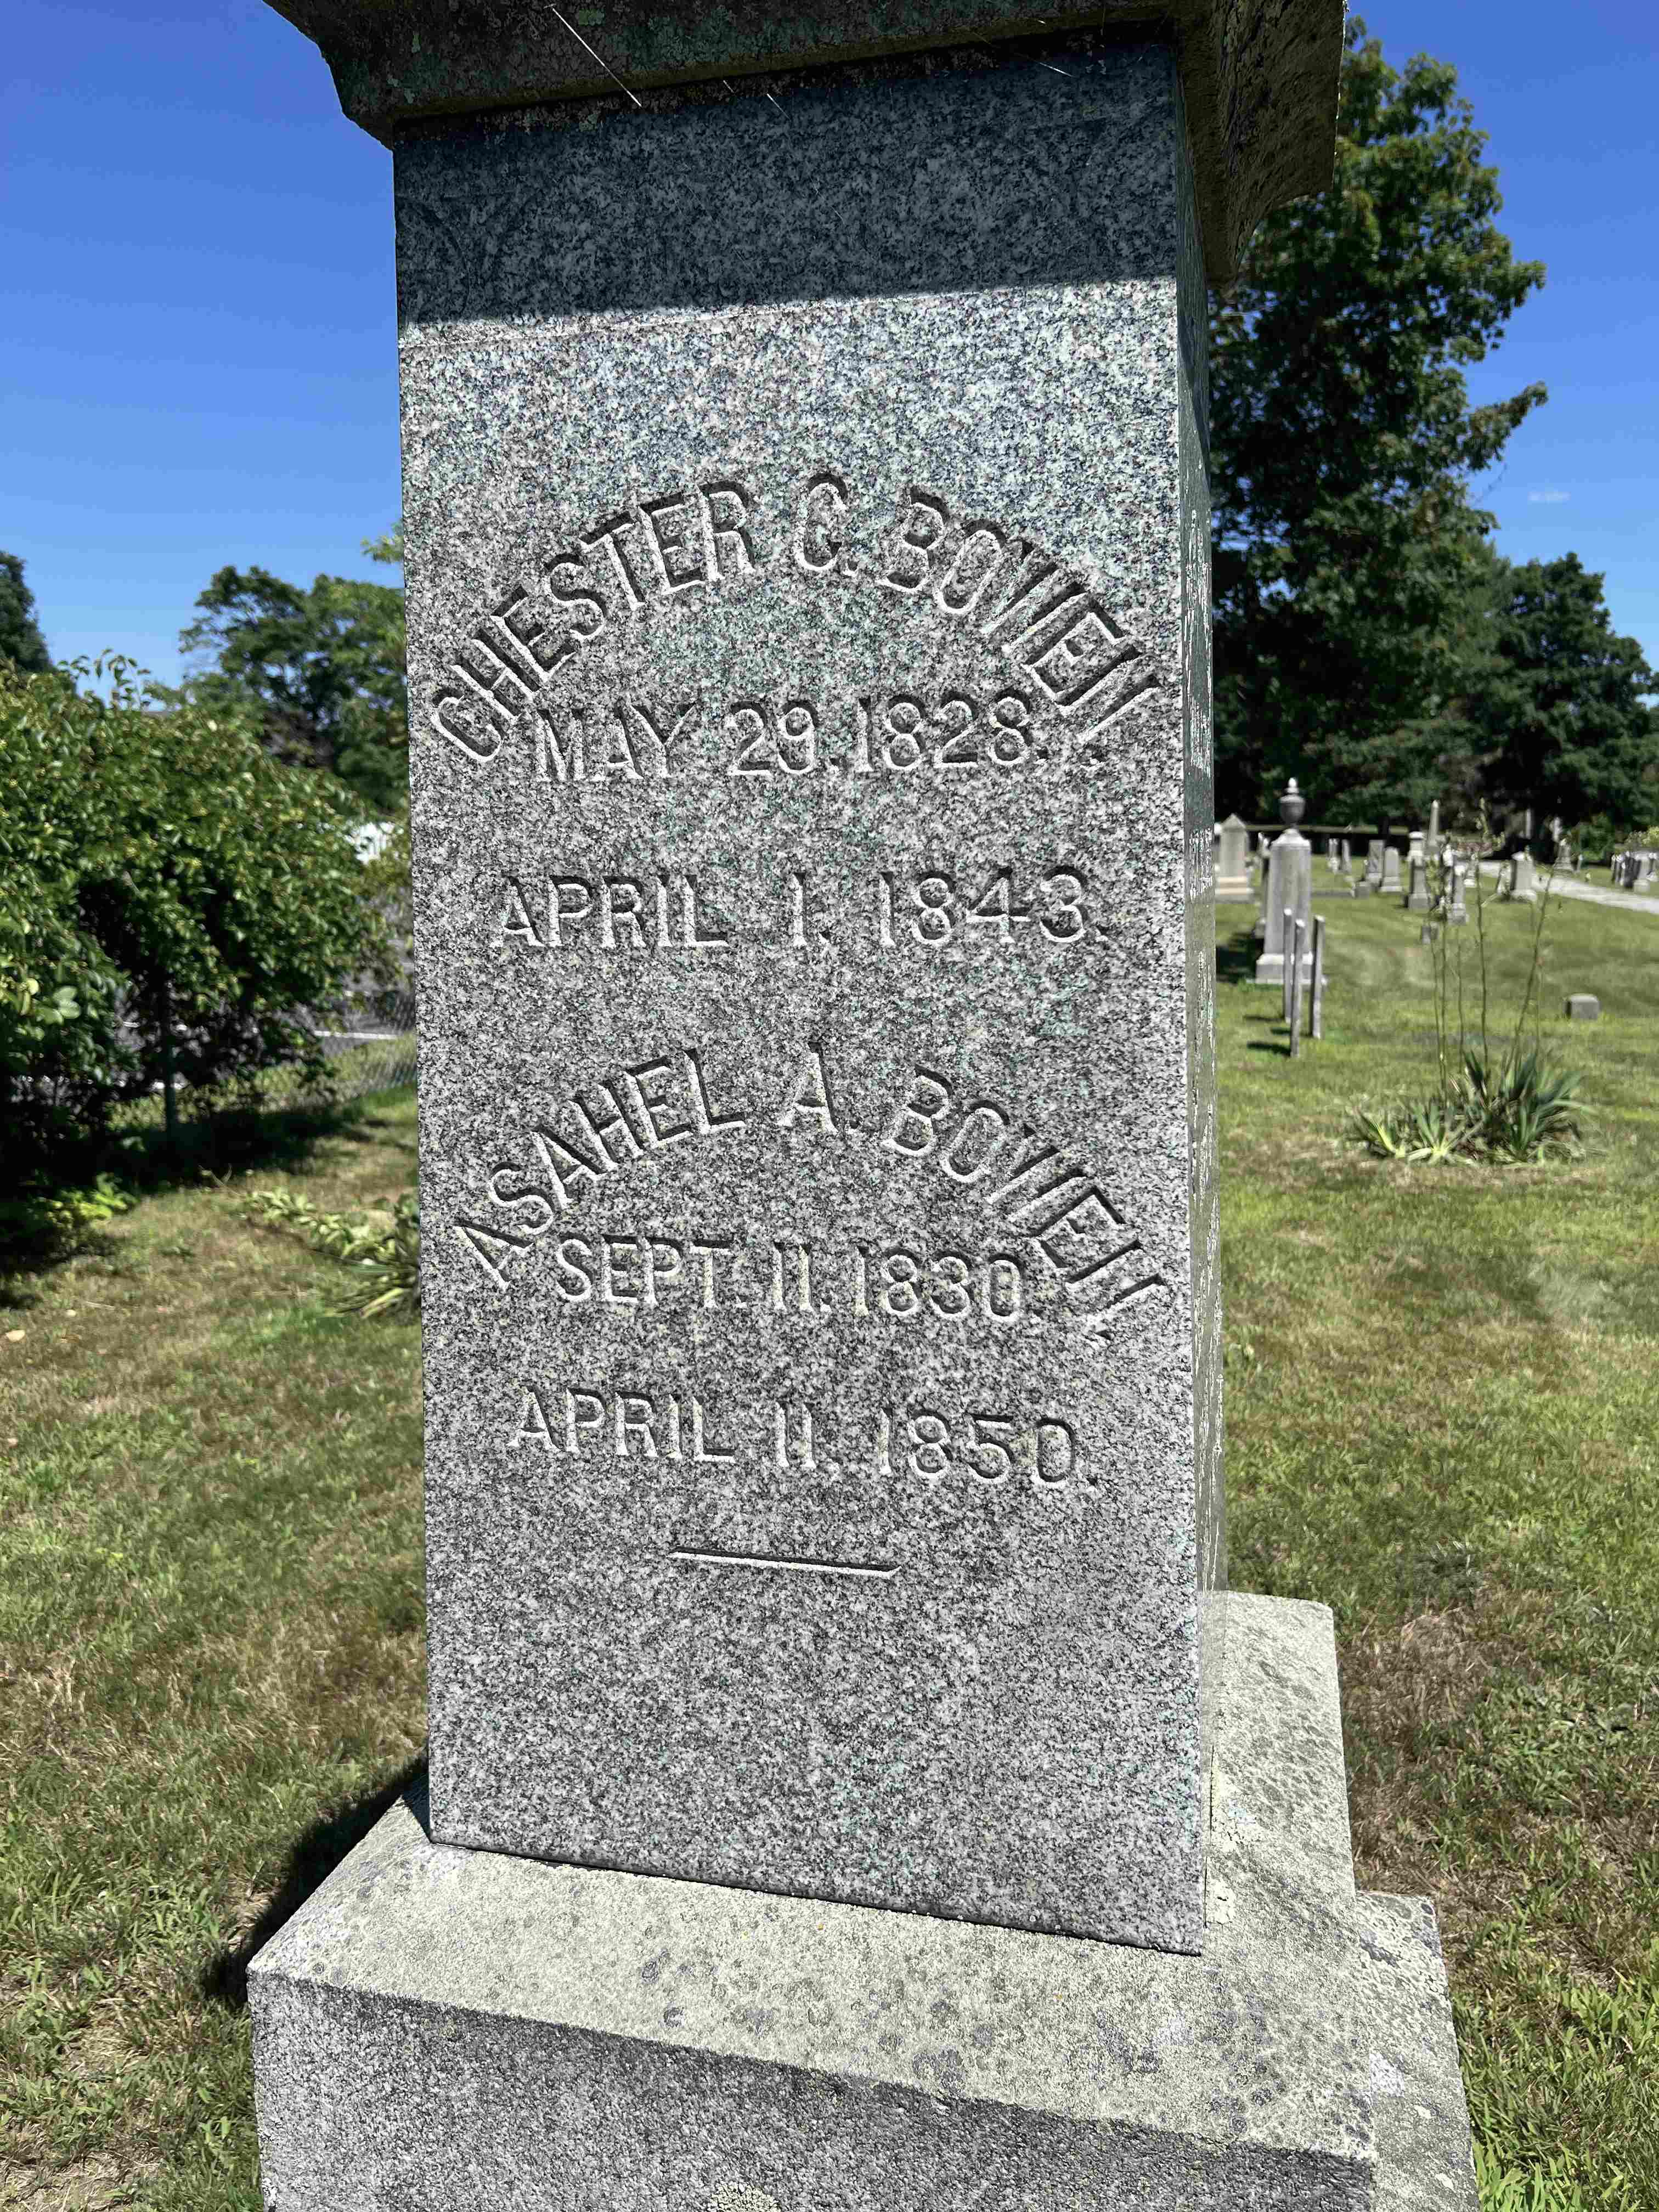 CHESTER C. BOWEN.
MAY 29. 1828.
APRIL 1, 1843.
ASAHEL A. BOWEN.
SEPT. 11. 1830.
APRIL 11, 1850.